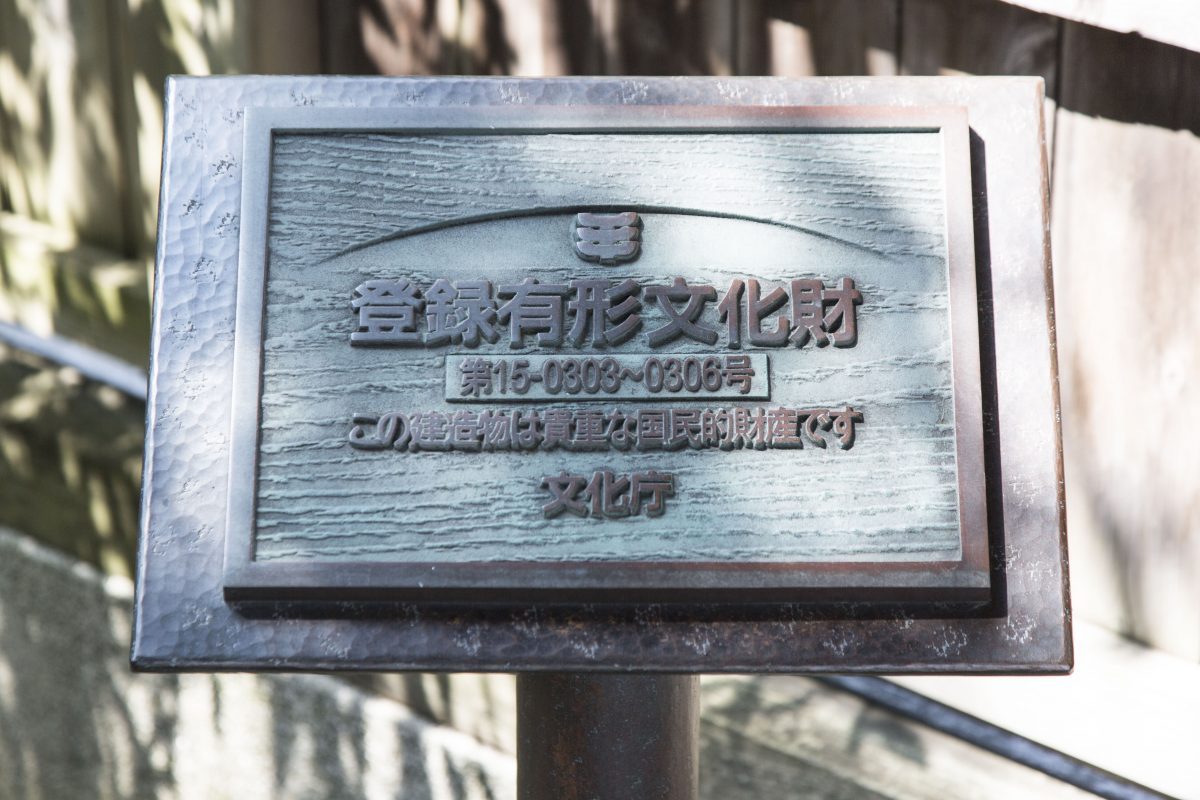 登録有形文化財
第15-0303~0306号
この建造物は貴重な国民的財産です
文化庁